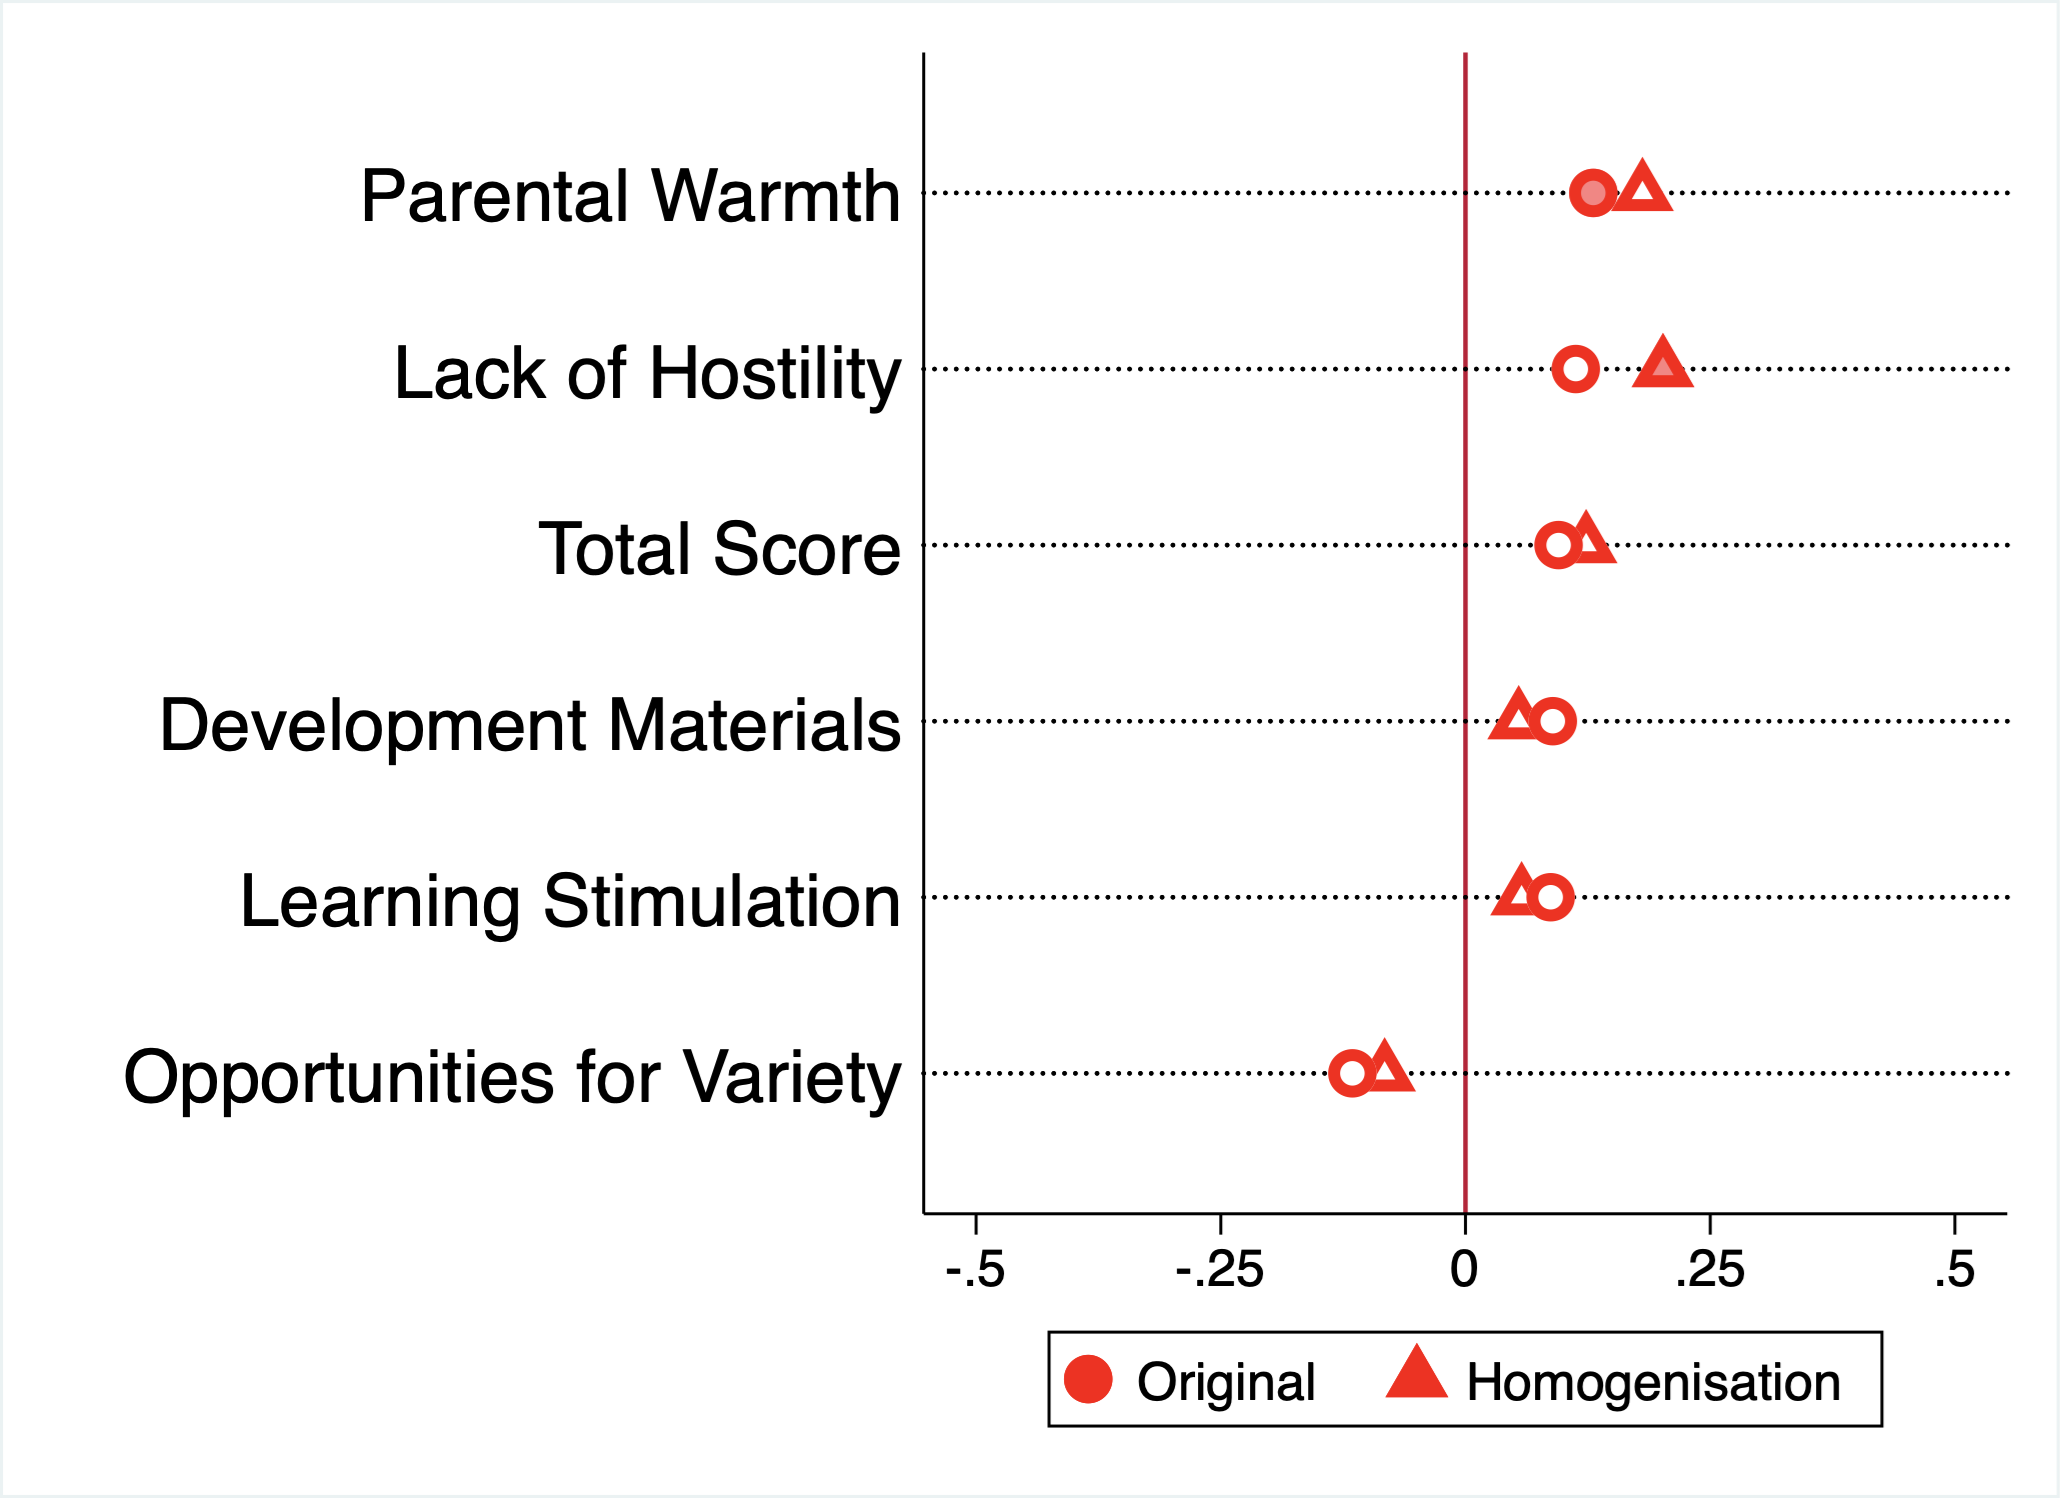 Parental Warmth
Lack of Hostility
Total Score
Development Materials
Learning Stimulation
Opportunities for Variety
-.5 -.25 0 .25 .5
Original Homogenisation